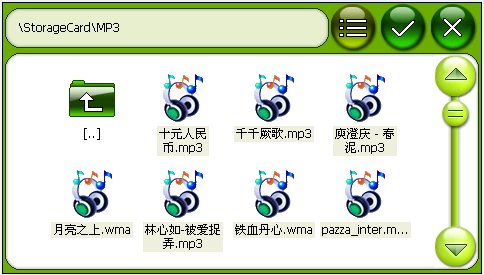 \StorageCard\MP3
[..]
十元人民
币.mp3
千千厥歌.mp3
庾澄庆 - 春
泥.mp3
月亮之上.wma
林心如-被爱捉
弄.mp3
铁血丹心.wma
pazza_inter.m...